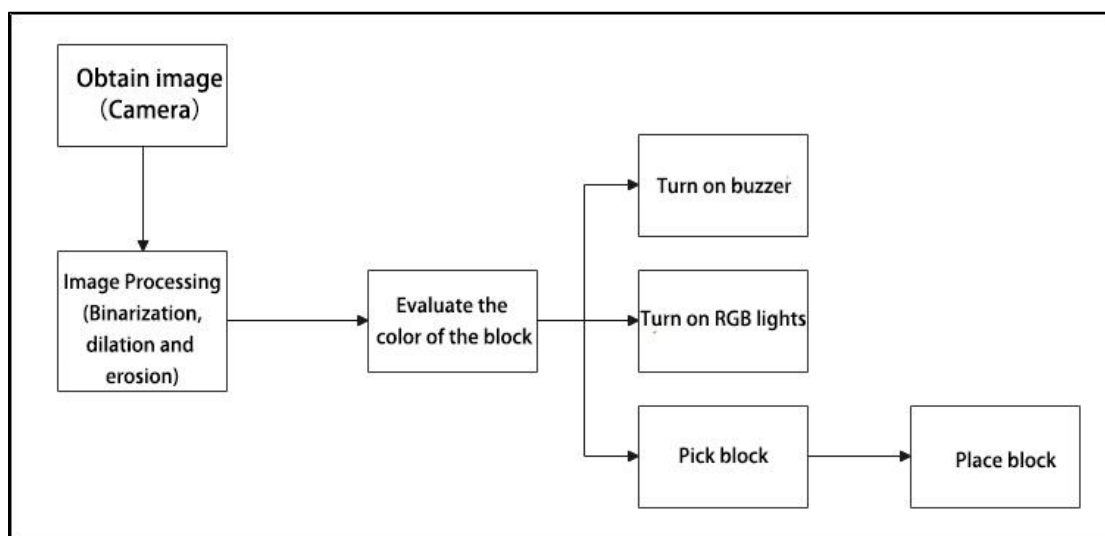 Obtain image
（Camera）
Image Processing
(Binarization,
dilation and
erosion)
Evaluate the
color of the block
Turn on buzzer
Turn on RGB lights
Pick block
Place block